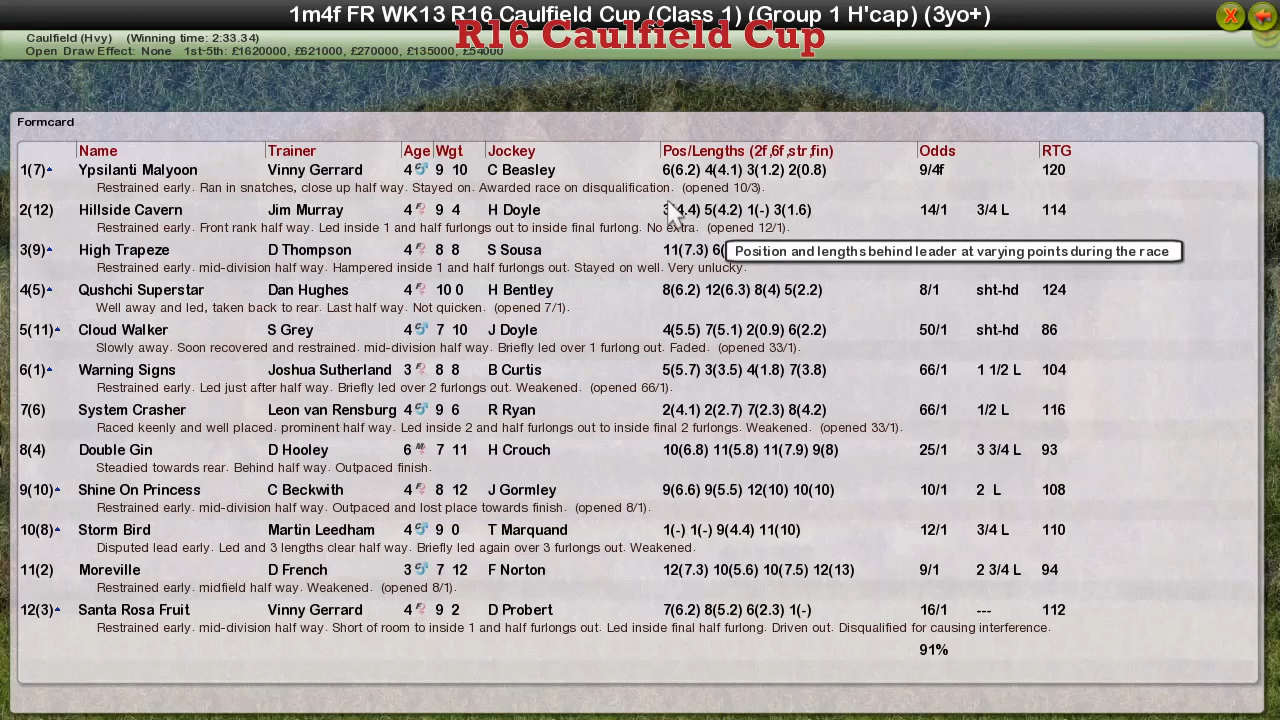 1m4f FR WK13 R16 Caulfield Cup (Class 1) (Group 1 H'cap) (3yo+)
R16 Caulfield Cup
Caulfield (Hvy) (Winning time: 2:33.34)
Open Draw Effect: None 1st-5th: £1620000, £621000, £270000, £135000, £54000
Formcard
Name Trainer Age Wgt Jockey Pos/Lengths (2f,6f,str,fin) Odds RTG
1(7) Ypsilanti Malyoon Vinny Gerrard 4 9 10 C Beasley 6(6.2) 4(4.1) 3(1.2) 2(0.8) 9/4f 120
Restrained early. Ran in snatches, close up half way. Stayed on. Awarded race on disqualification. (opened 10/3).
2(12) Hillside Cavern Jim Murray 4 9 4 H Doyle 5(4.2) 1(-) 3(1.6) 14/1 3/4 L 114
Restrained early. Front rank half way. Led inside 1 and half furlongs out to inside final furlong. No extra. (opened 12/1).
3(9) High Trapeze D Thompson 4 8 8 S Sousa 11(7.3)
Position and lengths behind leader at varying points during the race
Restrained early. mid-division half way. Hampered inside 1 and half furlongs out. Stayed on well. Very unlucky.
4(5) Qushchi Superstar Dan Hughes 4 10 0 H Bentley 8(6.2) 12(6.3) 8(4) 5(2.2) 8/1 sht-hd 124
Well away and led, taken back to rear. Last half way. Not quicken. (opened 7/1).
5(11) Cloud Walker S Grey 4 7 10 J Doyle 4(5.5) 7(5.1) 2(0.9) 6(2.2) 50/1 sht-hd 86
Slowly away. Soon recovered and restrained. mid-division half way. Briefly led over 1 furlong out. Faded. (opened 33/1).
6(1) Warning Signs Joshua Sutherland 3 8 8 B Curtis 5(5.7) 3(3.5) 4(1.8) 7(3.8) 66/1 1 1/2 L 104
Restrained early. Led just after half way. Briefly led over 2 furlongs out. Weakened. (opened 66/1).
7(6) System Crasher Leon van Rensburg 4 9 6 R Ryan 2(4.1) 2(2.7) 7(2.3) 8(4.2) 66/1 1/2 L 116
Raced keenly and well placed. prominent half way. Led inside 2 and half furlongs out to inside final 2 furlongs. Weakened. (opened 33/1).
8(4) Double Gin D Hooley 6 7 11 H Crouch 10(6.8) 11(5.8) 11(7.9) 9(8) 25/1 3 3/4 L 93
Steadied towards rear. Behind half way. Outpaced finish.
9(10) Shine On Princess C Beckwith 4 8 12 J Gormley 9(6.6) 9(5.5) 12(10) 10(10) 10/1 2 L 108
Restrained early. mid-division half way. Outpaced and lost place towards finish. (opened 8/1).
10(8) Storm Bird Martin Leedham 4 9 0 T Marquand 1(-) 1(-) 9(4.4) 11(10) 12/1 3/4 L 110
Disputed lead early. Led and 3 lengths clear half way. Briefly led again over 3 furlongs out. Weakened.
11(2) Moreville D French 3 7 12 F Norton 12(7.3) 10(5.6) 10(7.5) 12(13) 9/1 2 3/4 L 94
Restrained early. midfield half way. Weakened. (opened 8/1).
12(3) Santa Rosa Fruit Vinny Gerrard 4 9 2 D Probert 7(6.2) 8(5.2) 6(2.3) 1(-) 16/1 --- 112
Restrained early. mid-division half way. Short of room to inside 1 and half furlongs out. Led inside final half furlong. Driven out. Disqualified for causing interference.
91%